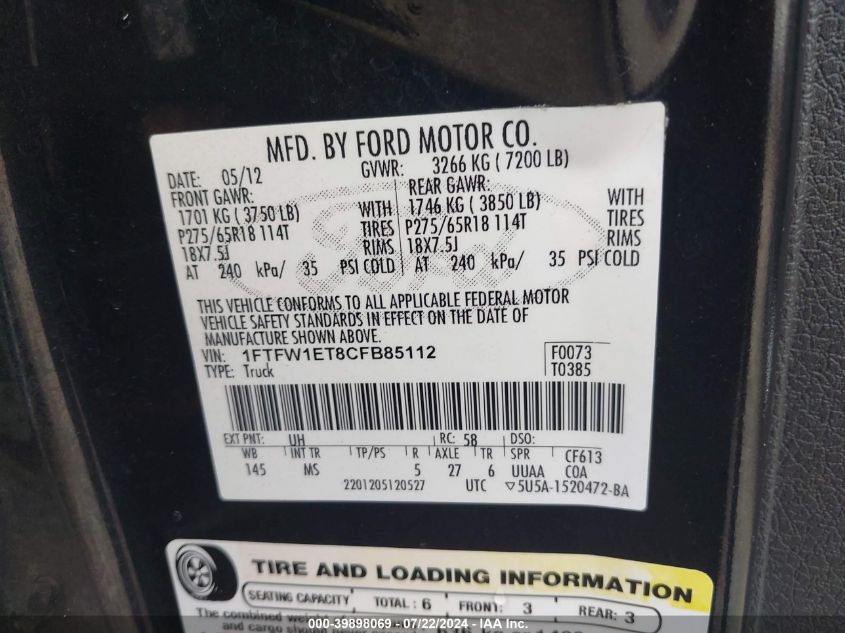 MFD. BY FORD MOTOR CO.
DATE: 05/12 GVWR: 3266 KG ( 7200 LB)
FRONT GAWR: REAR GAWR:
1701 KG ( 3750 LB) WITH 1746 KG ( 3850 LB) WITH
P275/65R18 114T TIRES P275/65R18 114T TIRES
18X7.5J RIMS 18X7.5J RIMS
AT 240 kPa/ 35 PSI COLD AT 240 kPa/ 35 PSI COLD
THIS VEHICLE CONFORMS TO ALL APPLICABLE FEDERAL MOTOR
VEHICLE SAFETY STANDARDS IN EFFECT ON THE DATE OF
MANUFACTURE SHOWN ABOVE.
VIN: 1FTFW1ET8CFB85112 F0073
TYPE: Truck T0385
EXT PNT: UH RC: 58 DSO:
WB INT TR TP/PS R AXLE TR SPR CF613
145 MS 5 27 6 UUAA COA
2201205120527 UTC ▽5U5A-1520472-BA
TIRE AND LOADING INFORMATION
SEATING CAPACITY TOTAL : 6 FRONT: 3 REAR: 3
The combined
and cargo should never
000-39898069 / 07/22/2024 / IAA Inc.